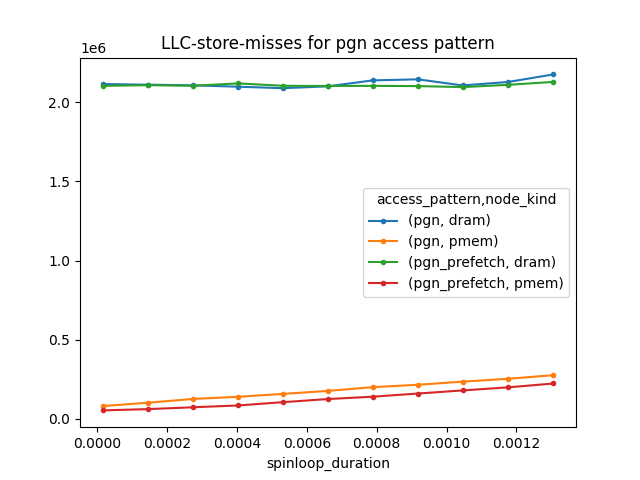 LLC-store-misses for pgn access pattern
1e6
2.0
1.5
1.0
0.5
0.0
access_pattern,node_kind
(pgn, dram)
(pgn, pmem)
(pgn_prefetch, dram)
(pgn_prefetch, pmem)
0.0000 0.0002 0.0004 0.0006 0.0008 0.0010 0.0012
spinloop_duration